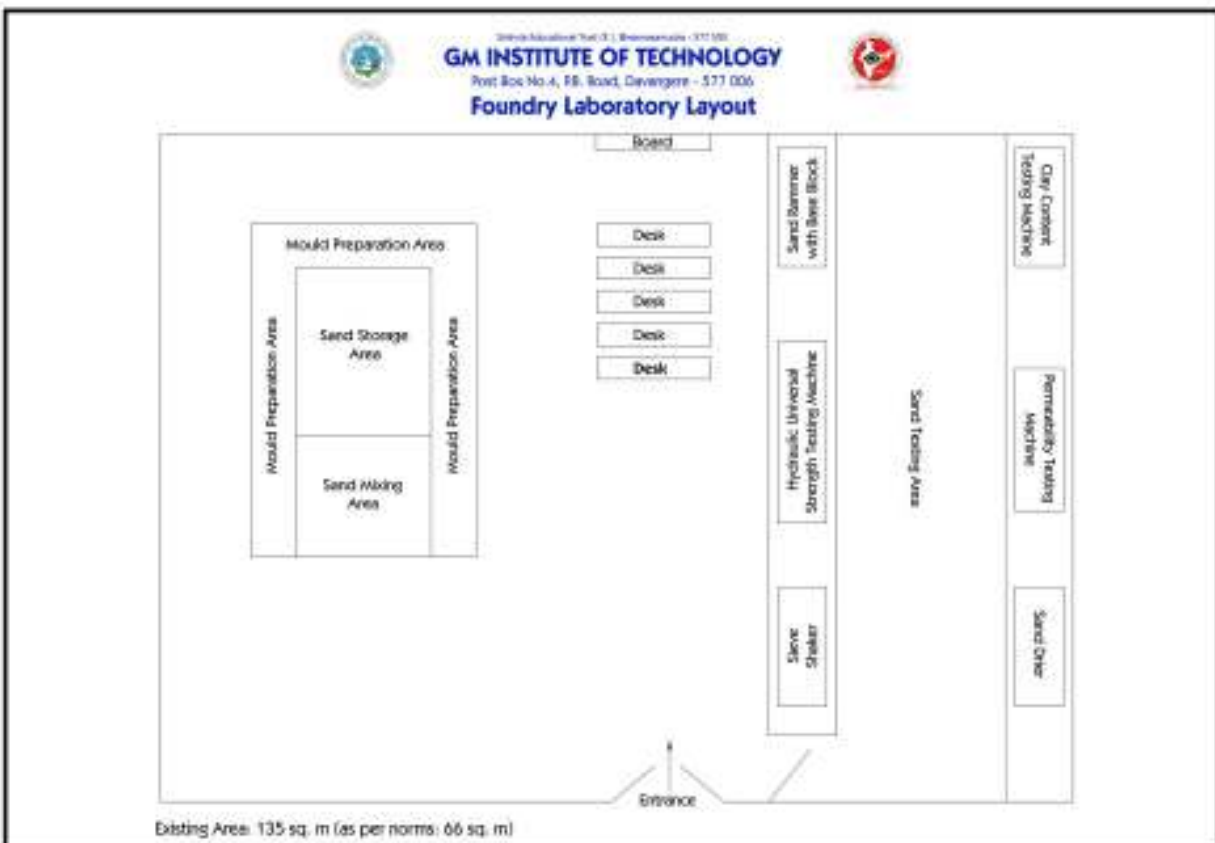 GM INSTITUTE OF TECHNOLOGY
Post Box No.4, P.B. Road, Davangere - 577 006
Foundry Laboratory Layout
Board
Mould Preparation Area
Mould Preparation Area
Sand Storage
Area
Mould Preparation Area
Sand Mixing
Area
Desk
Desk
Desk
Desk
Desk
Sand Rammer
with Base Block
Hydraulic Universal
Strength Testing Machine
Sieve
Shaker
Sand Testing Area
Clay Content
Testing Machine
Permeability Testing
Machine
Sand Drier
Entrance
Existing Area: 135 sq. m (as per norms: 66 sq. m)